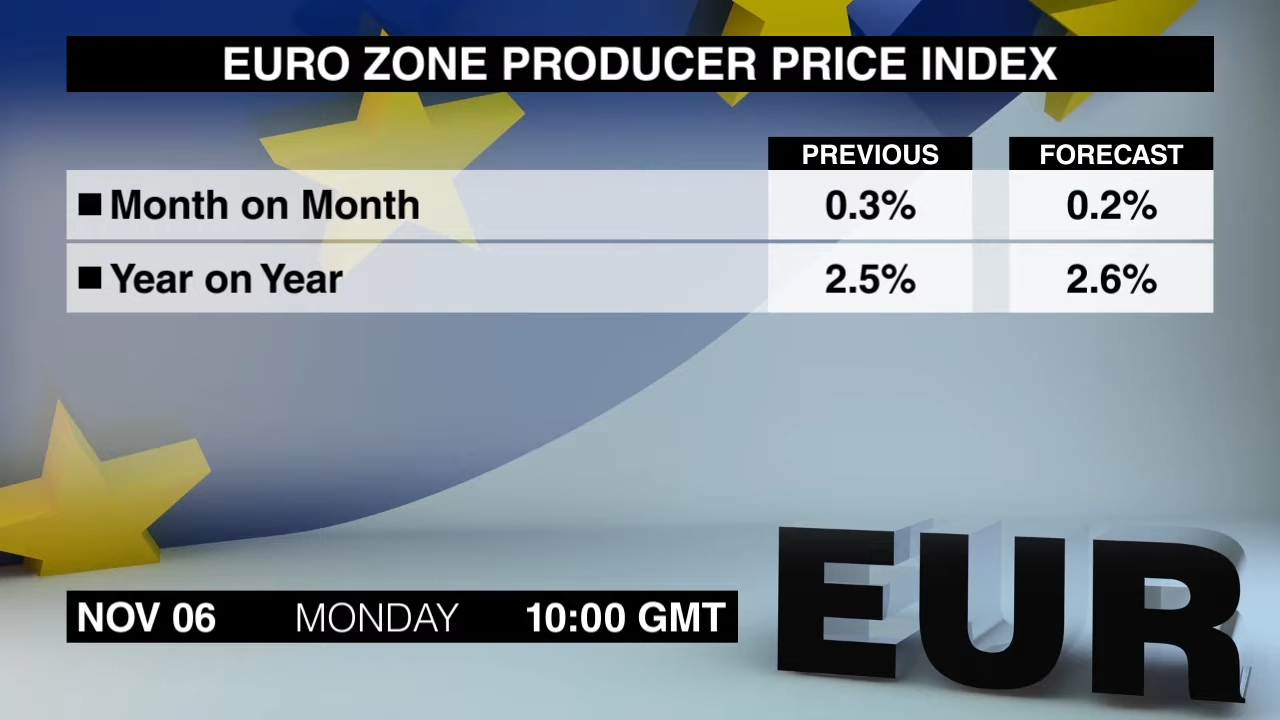 EURO ZONE PRODUCER PRICE INDEX
PREVIOUS FORECAST
Month on Month 0.3% 0.2%
Year on Year 2.5% 2.6%
NOV 06 MONDAY 10:00 GMT
EUR